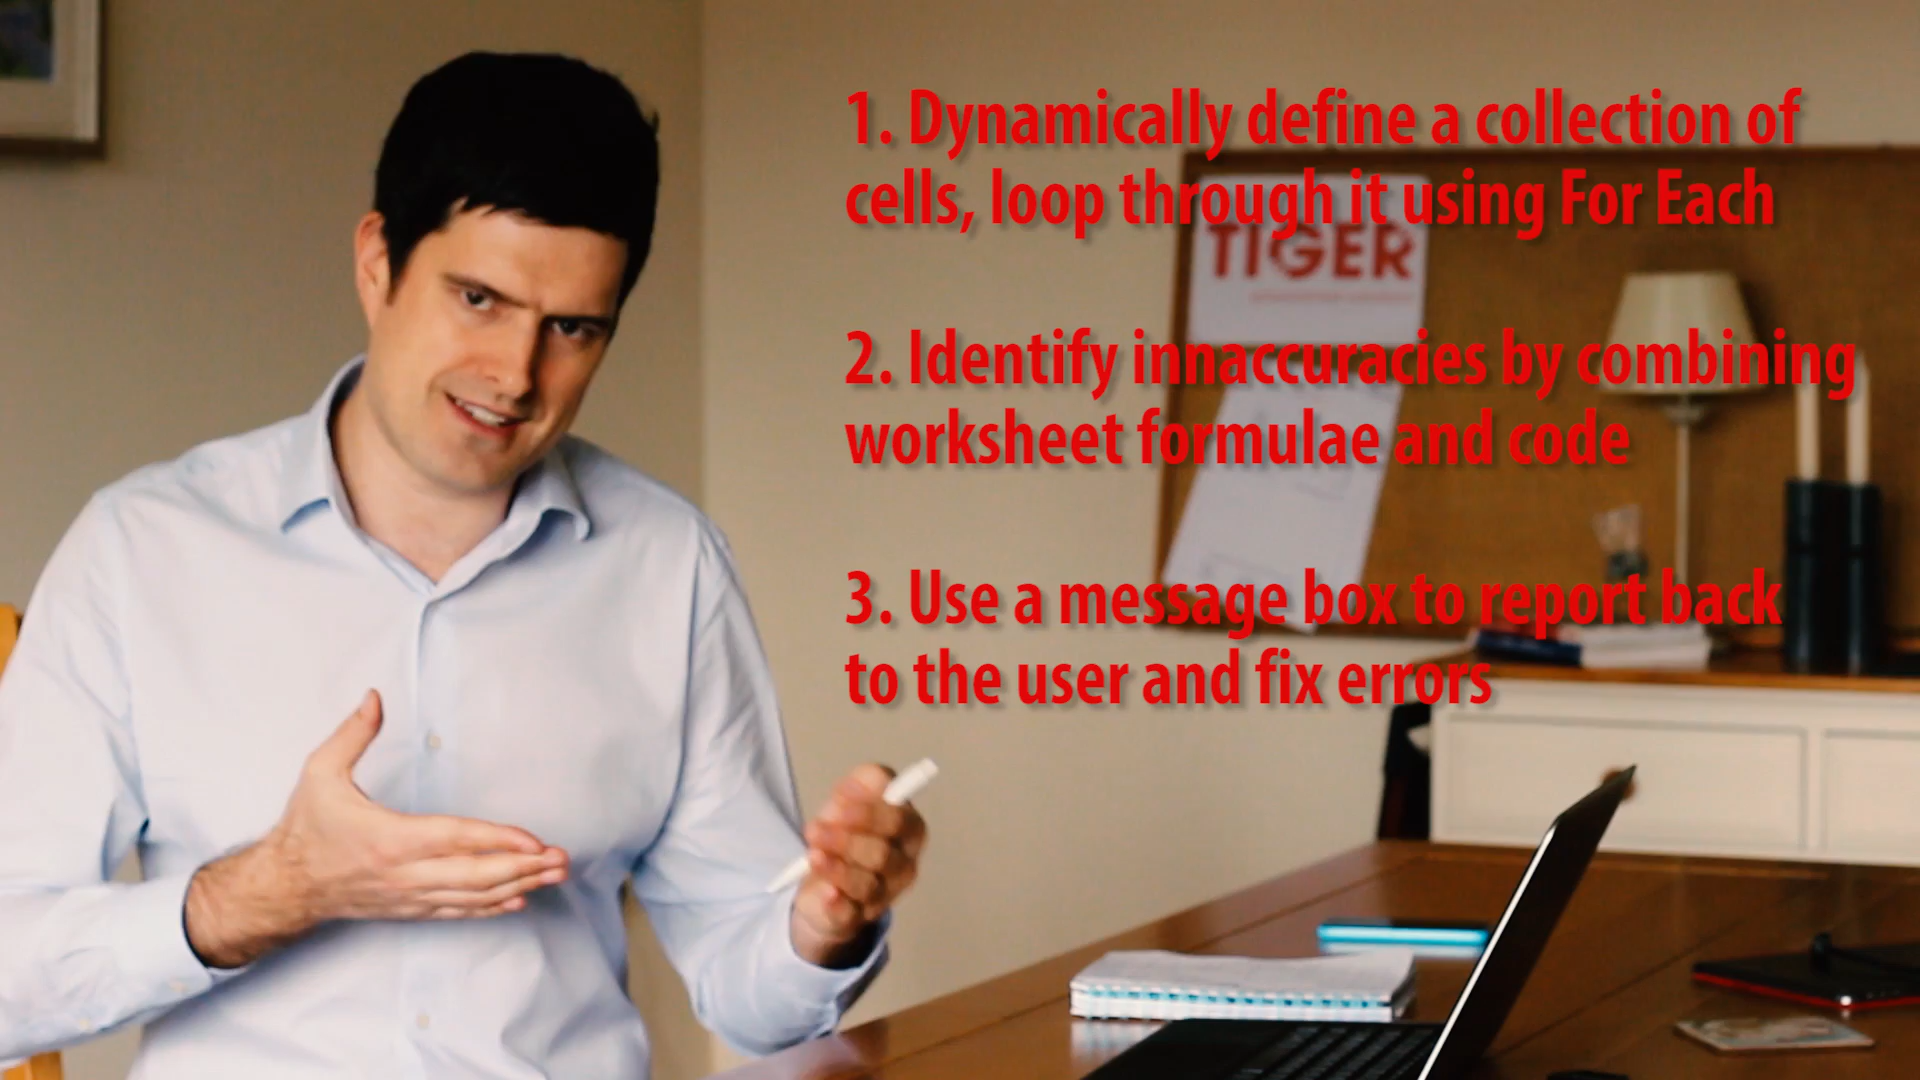 1. Dynamically define a collection of
cells, loop through it using For Each
TIGER
2. Identify innaccuracies by combining
worksheet formulae and code
3. Use a message box to report back
to the user and fix errors